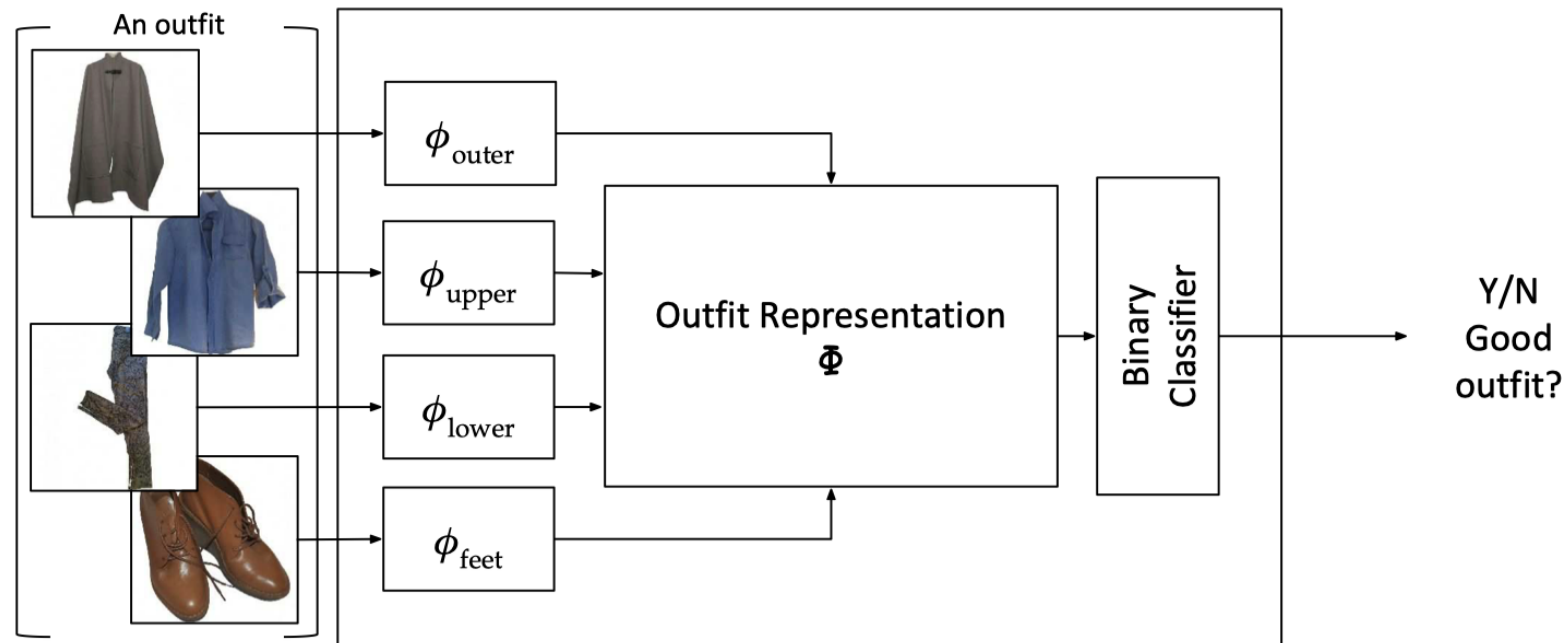 An outfit
ϕouter
ϕupper
ϕlower
ϕfeet
Outfit Representation
Φ
Binary
Classifier
Y/N
Good
outfit?